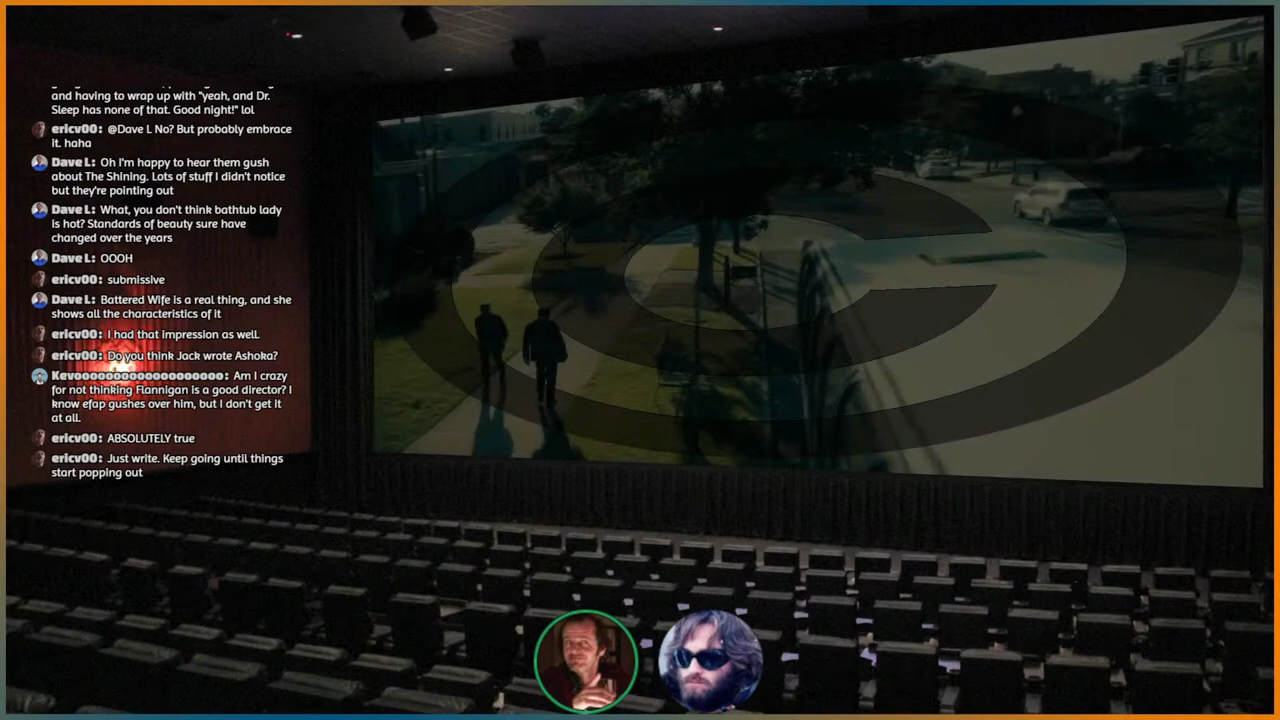 and having to wrap up with "yeah, and Dr.
Sleep has none of that. Good night!" lol
ericv00: @Dave L No? But probably embrace
it. haha
Dave L: Oh I'm happy to hear them gush
about The Shining. Lots of stuff I didn't notice
but they're pointing out
Dave L: What, you don't think bathtub lady
is hot? Standards of beauty sure have
changed over the years
Dave L: OOOH
ericv00: submissive
Dave L: Battered Wife is a real thing, and she
shows all the characteristics of it
ericv00: I had that impression as well.
ericv00: Do you think Jack wrote Ashoka?
Kevoooooooooooooooooooo: Am I crazy
for not thinking Flannigan is a good director? I
know efap gushes over him, but I don't get it
at all.
ericv00: ABSOLUTELY true
ericv00: Just write. Keep going until things
start popping out